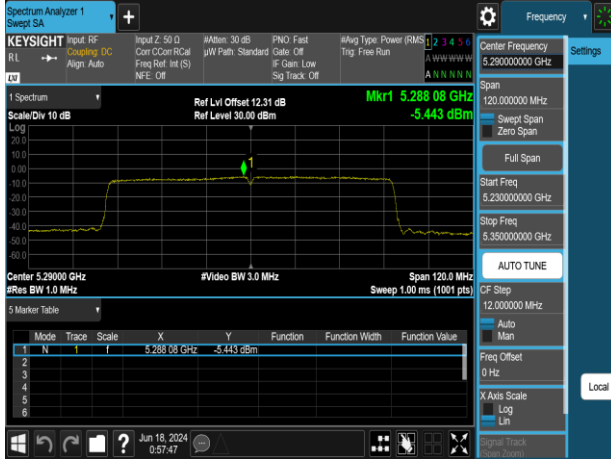 Spectrum Analyzer 1
Swept SA
+
Frequency
KEYSIGHT
RL
Input: RF
Coupling: DC
Align: Auto
Input Z: 50 Ω
Corr CCorr RCal
Freq Ref: Int (S)
NFE: Off
#Atten: 30 dB
µW Path: Standard
PNO: Fast
Gate: Off
IF Gain: Low
Sig Track: Off
#Avg Type: Power (RMS
Trig: Free Run
1 2 3 4 5 6
A W W W W W
A N N N N N
LXI
1 Spectrum
Scale/Div 10 dB
Ref Lvl Offset 12.31 dB
Ref Level 30.00 dBm
Mkr1 5.288 08 GHz
-5.443 dBm
Log
20.0
10.0
0.00
-10.0
-20.0
-30.0
-40.0
-50.0
-60.0
1
Center 5.29000 GHz
#Res BW 1.0 MHz
#Video BW 3.0 MHz
Span 120.0 MHz
Sweep 1.00 ms (1001 pts)
5 Marker Table
Mode Trace Scale X Y Function Function Width Function Value
1 N 1 f 5.288 08 GHz -5.443 dBm
2
3
4
5
6
Jun 18, 2024
0:57:47
?
Center Frequency
5.290000000 GHz
Settings
Span
120.000000 MHz
Swept Span
Zero Span
Full Span
Start Freq
5.230000000 GHz
Stop Freq
5.350000000 GHz
AUTO TUNE
CF Step
12.000000 MHz
Auto
Man
Freq Offset
0 Hz
X Axis Scale
Log
Lin
Local
Signal Track
(Span Zoom)